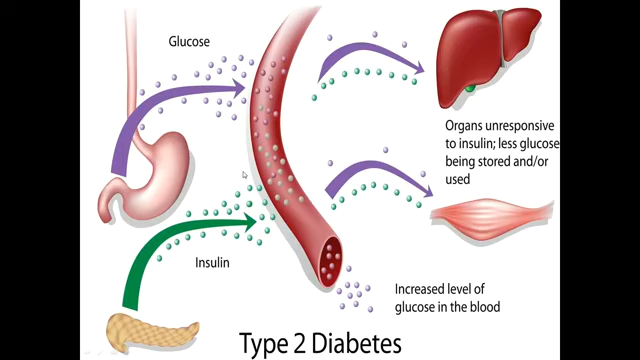 Glucose
Organs unresponsive
to insulin; less glucose
being stored and/or
used
Insulin
Increased level of
glucose in the blood
Type 2 Diabetes